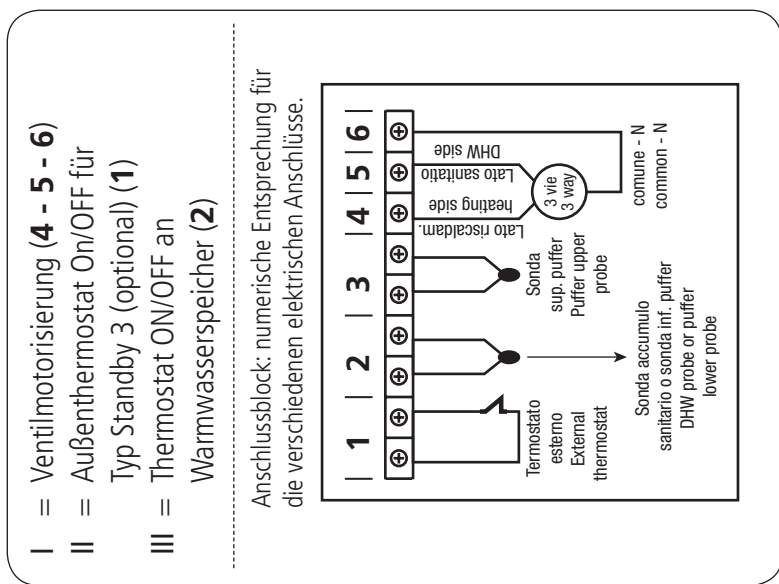 I = Ventilmotorisierung (4 - 5 - 6)
II = Außenthermostat On/OFF für
Typ Standby 3 (optional) (1)
III = Thermostat ON/OFF an
Warmwasserspeicher (2)
Anschlussblock: numerische Entsprechung für
die verschiedenen elektrischen Anschlüsse.
1 2 3 4 5 6
Termostato
esterno
External
thermostat
Sonda accumulo
sanitario o sonda inf. puffer
DHW probe or puffer
lower probe
Sonda
sup. puffer
Puffer upper
probe
Lato riscaldam.
heating side
Lato sanitatio
DHW side
3 vie
3 way
comune - N
common - N